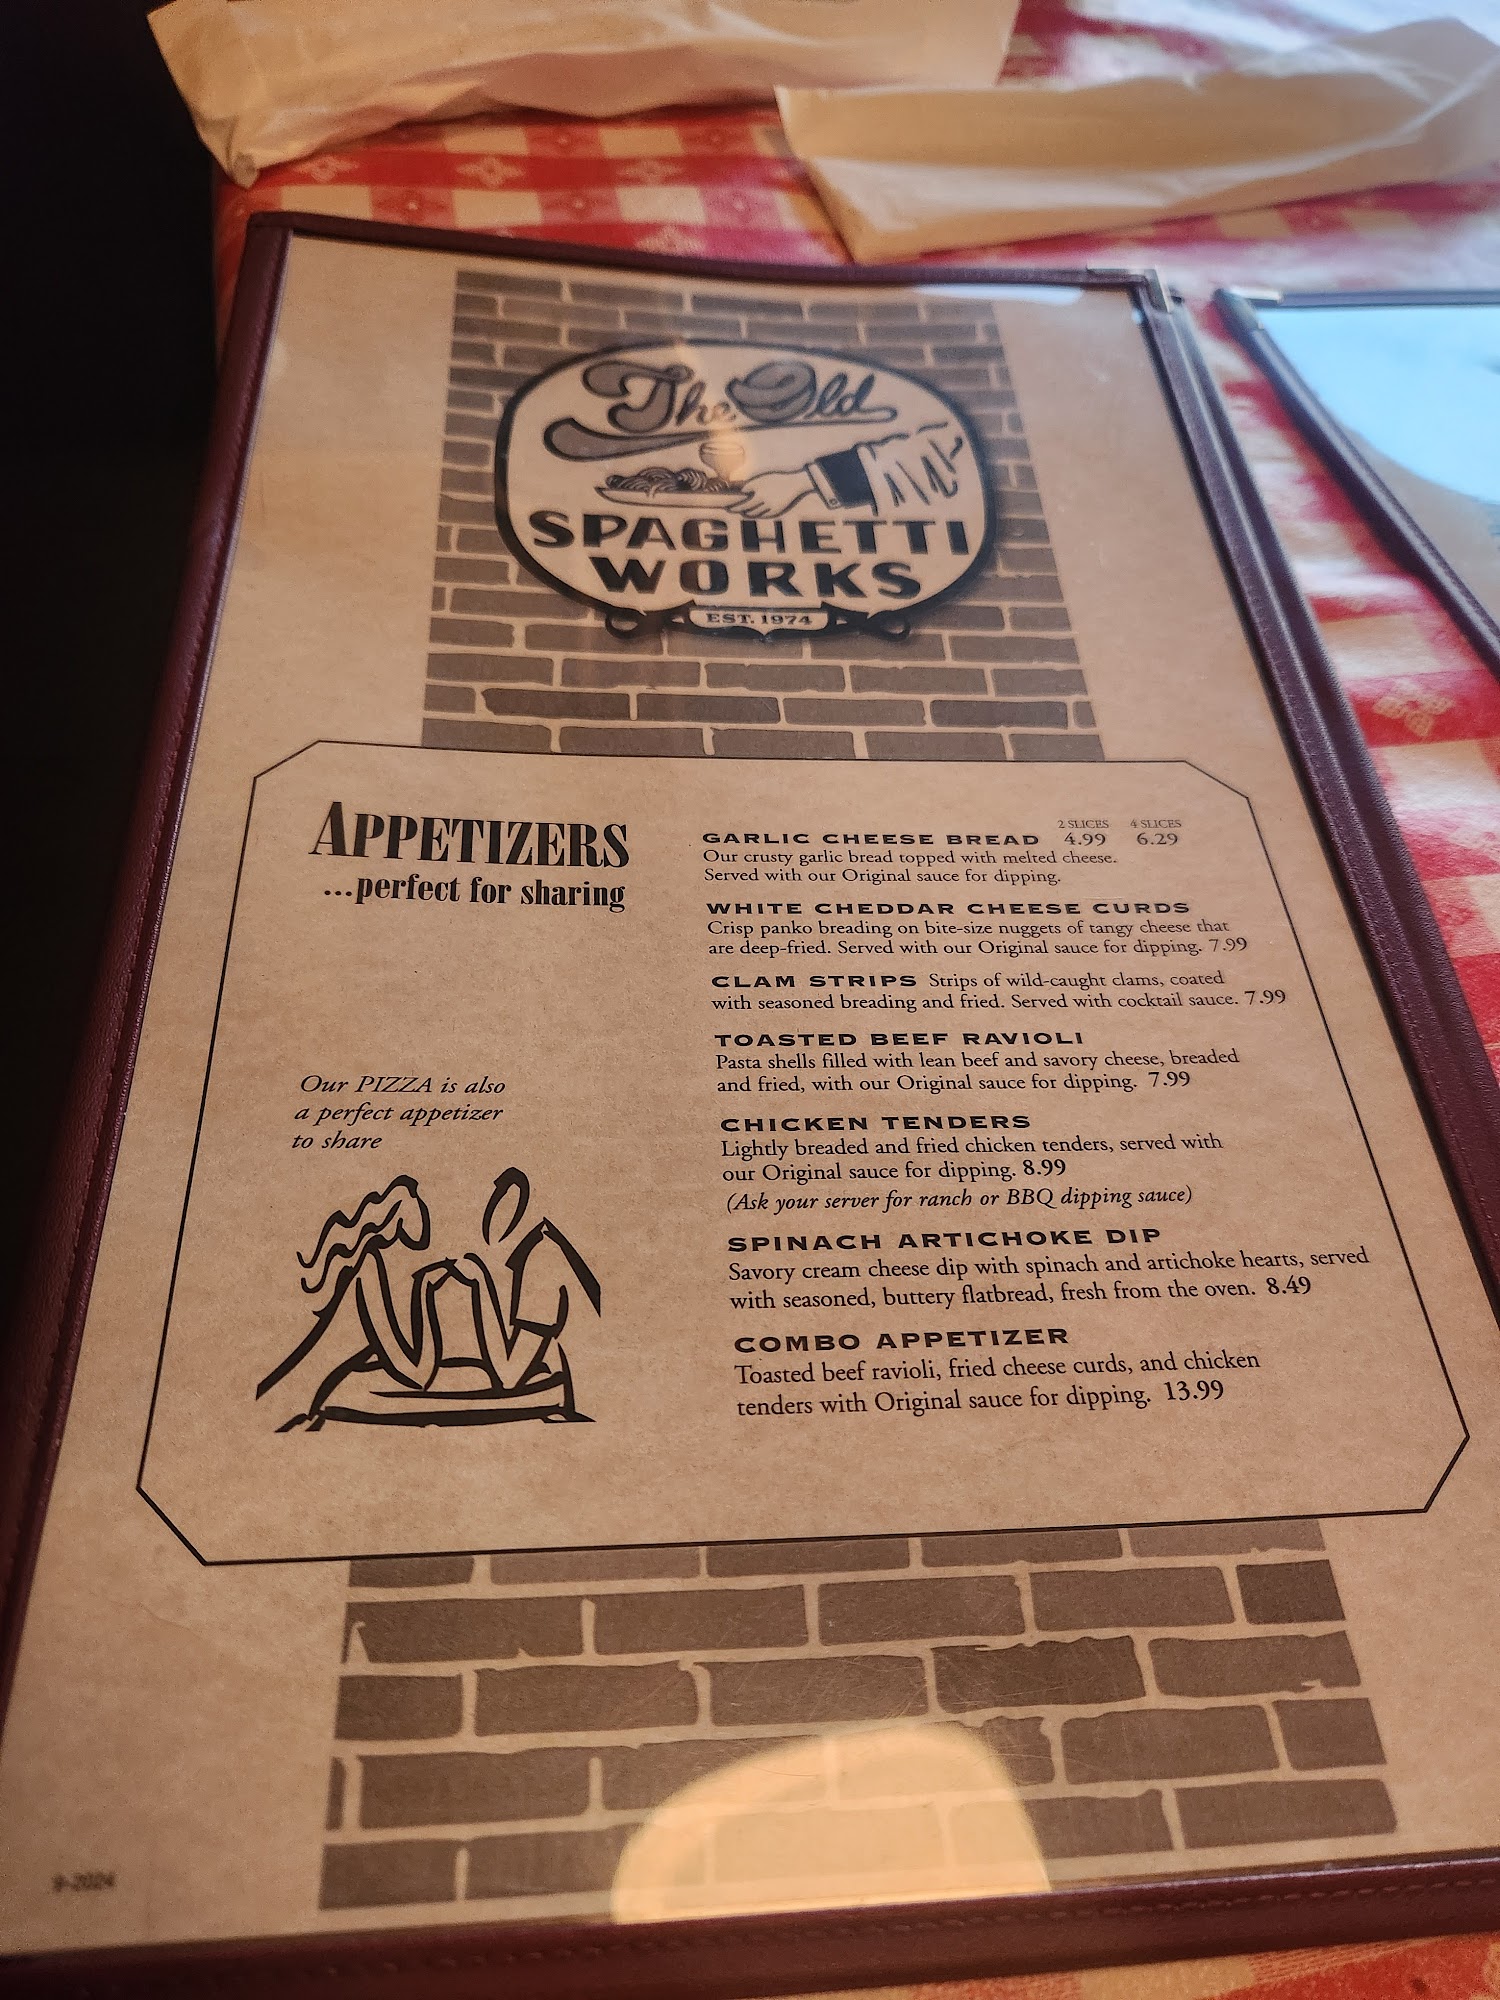 The Old
SPAGHETTI
WORKS
EST. 1974
APPETIZERS
...perfect for sharing
Our PIZZA is also
a perfect appetizer
to share
2 SLICES 4 SLICES
GARLIC CHEESE BREAD 4.99 6.29
Our crusty garlic bread topped with melted cheese.
Served with our Original sauce for dipping.
WHITE CHEDDAR CHEESE CURDS
Crisp panko breading on bite-size nuggets of tangy cheese that
are deep-fried. Served with our Original sauce for dipping. 7.99
CLAM STRIPS Strips of wild-caught clams, coated
with seasoned breading and fried. Served with cocktail sauce. 7.99
TOASTED BEEF RAVIOLI
Pasta shells filled with lean beef and savory cheese, breaded
and fried, with our Original sauce for dipping. 7.99
CHICKEN TENDERS
Lightly breaded and fried chicken tenders, served with
our Original sauce for dipping. 8.99
(Ask your server for ranch or BBQ dipping sauce)
SPINACH ARTICHOKE DIP
Savory cream cheese dip with spinach and artichoke hearts, served
with seasoned, buttery flatbread, fresh from the oven. 8.49
COMBO APPETIZER
Toasted beef ravioli, fried cheese curds, and chicken
tenders with Original sauce for dipping. 13.99
9-2024